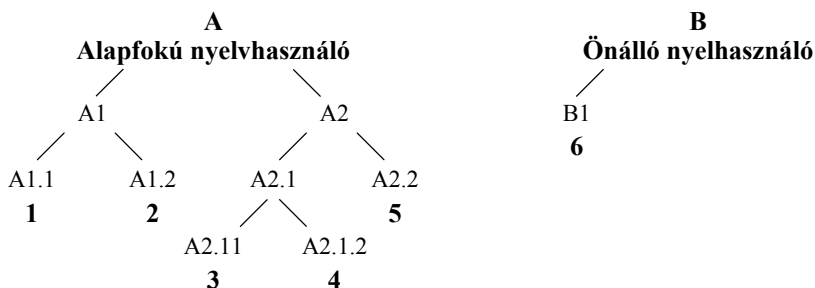 A B
Alapfokú nyelvhasználó Önálló nyelhasználó
A1 A2 B1
6
A1.1 A1.2 A2.1 A2.2
1 2 5
A2.11 A2.1.2
3 4